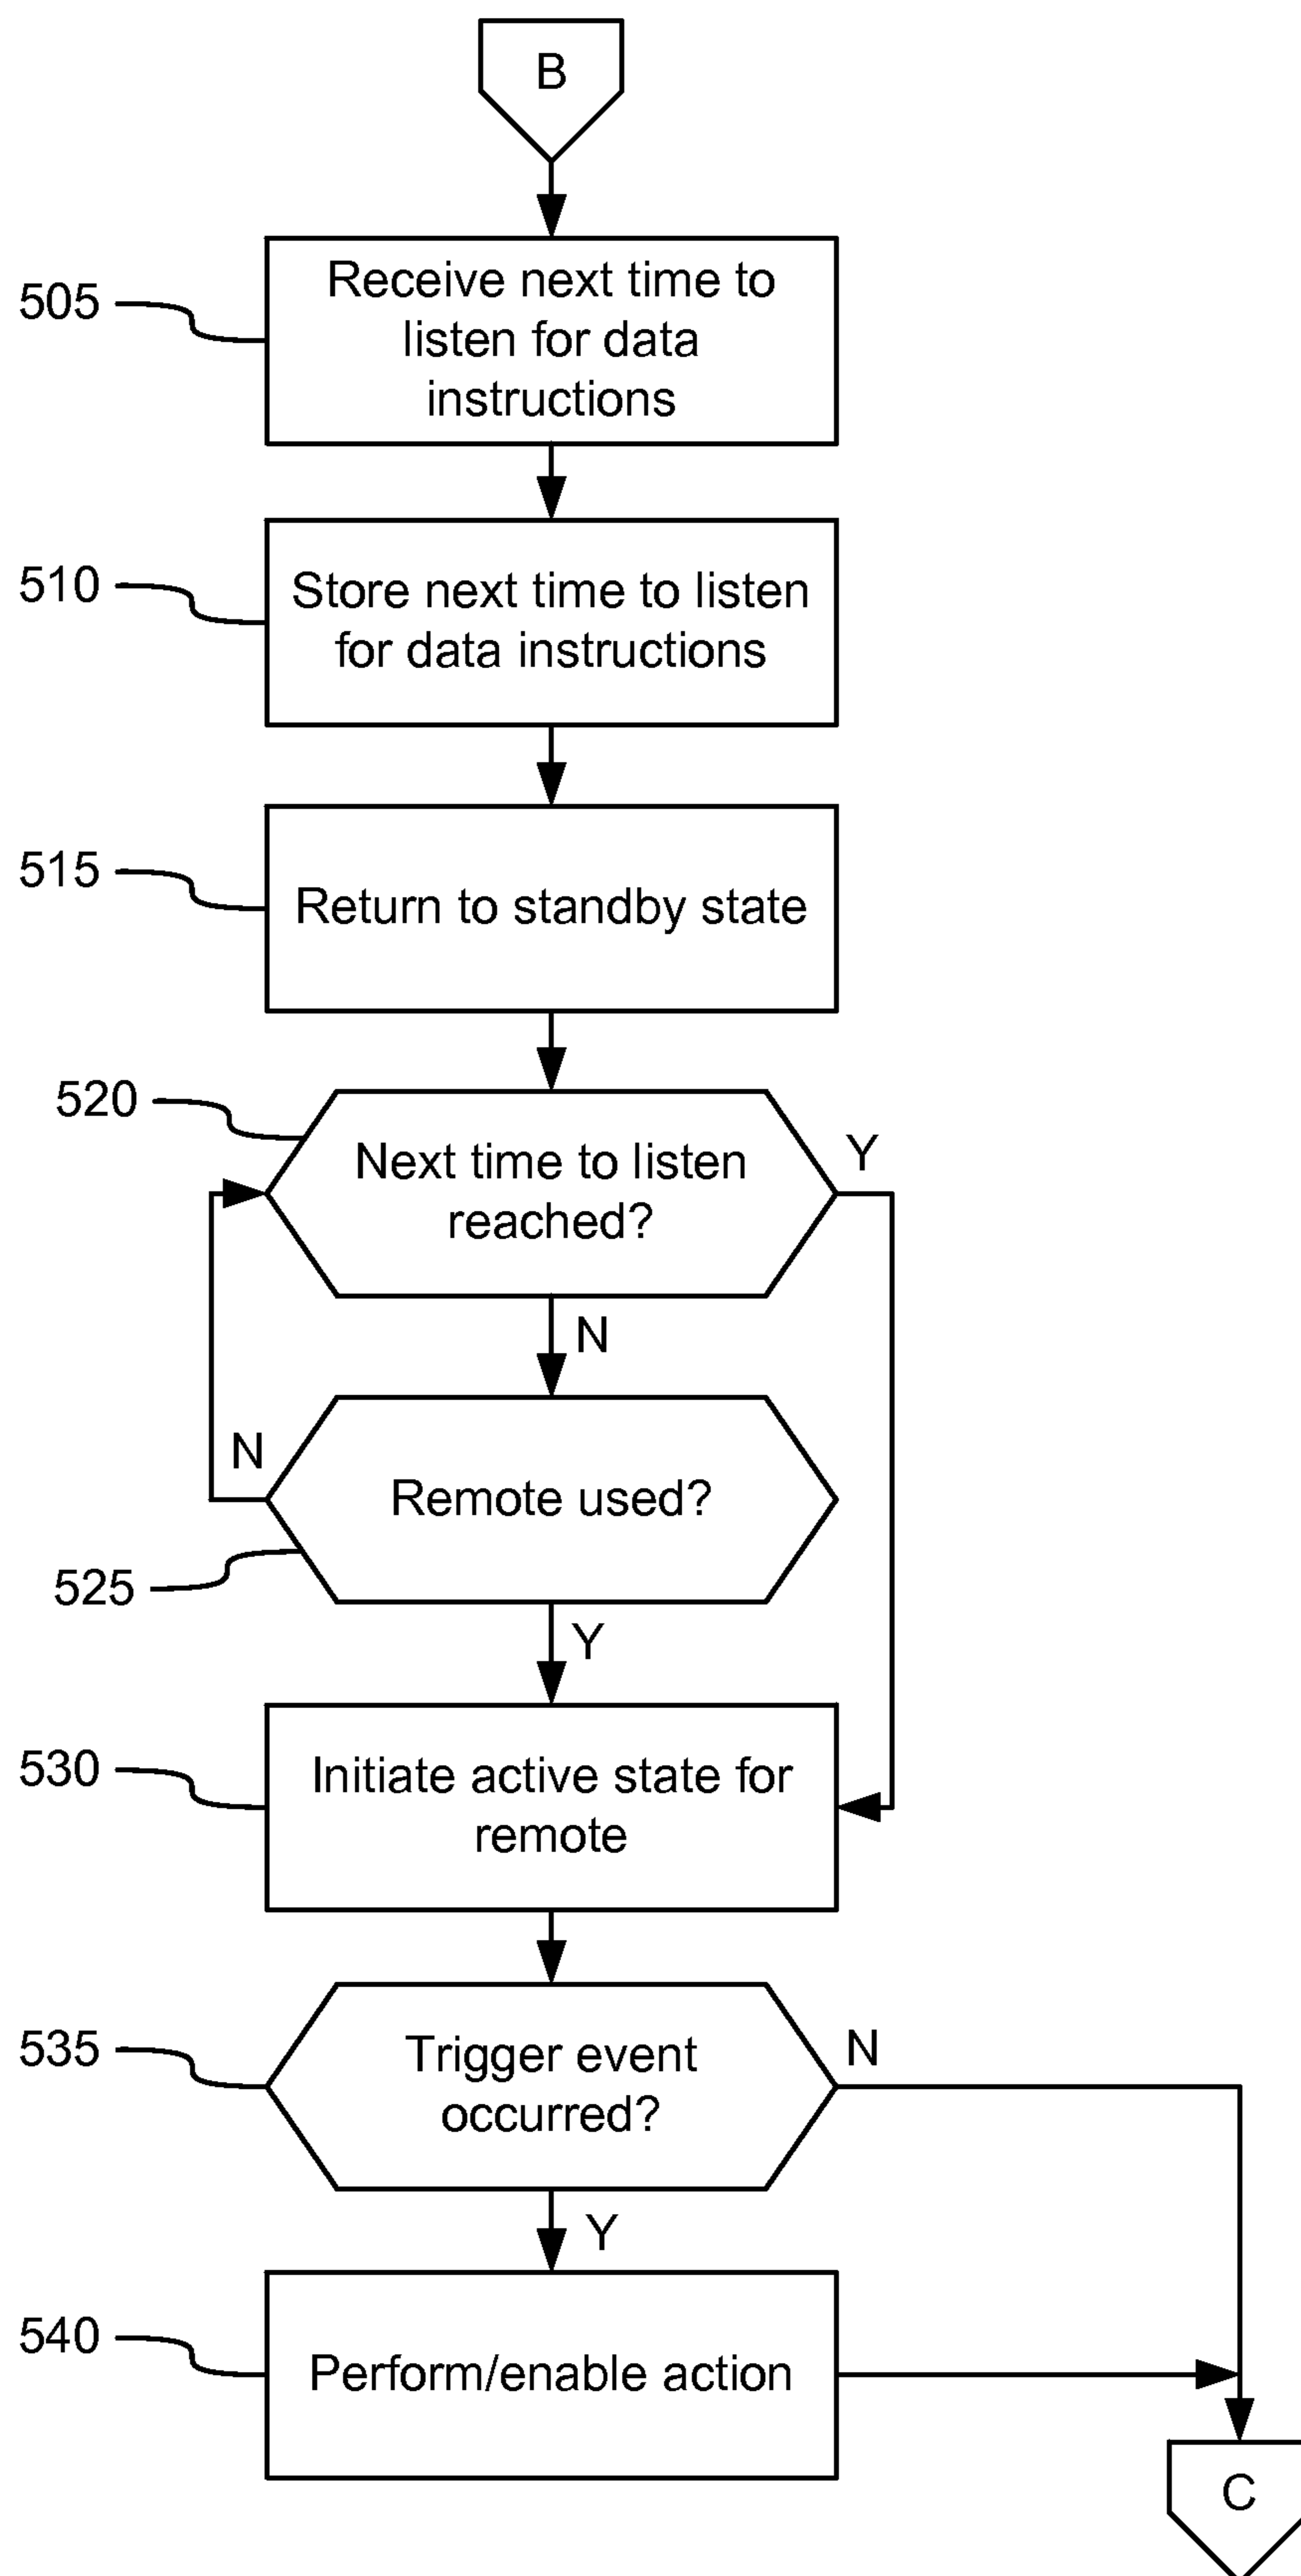 B
505
Receive next time to
listen for data
instructions
510
Store next time to listen
for data instructions
515
Return to standby state
520
Next time to listen
reached?
Y
N
N
Remote used?
525
Y
530
Initiate active state for
remote
535
Trigger event
occurred?
N
Y
540
Perform/enable action
C